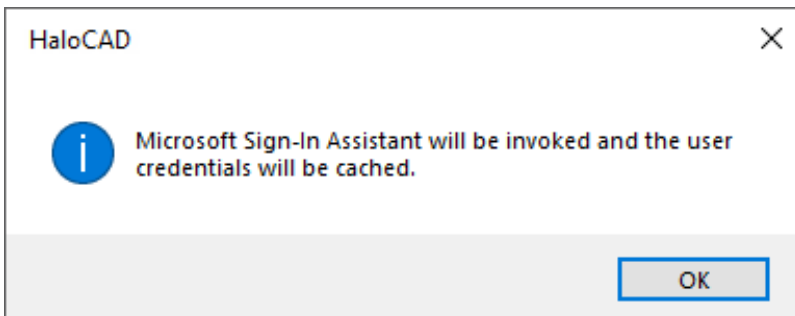 HaloCAD
Microsoft Sign-In Assistant will be invoked and the user
credentials will be cached.
OK